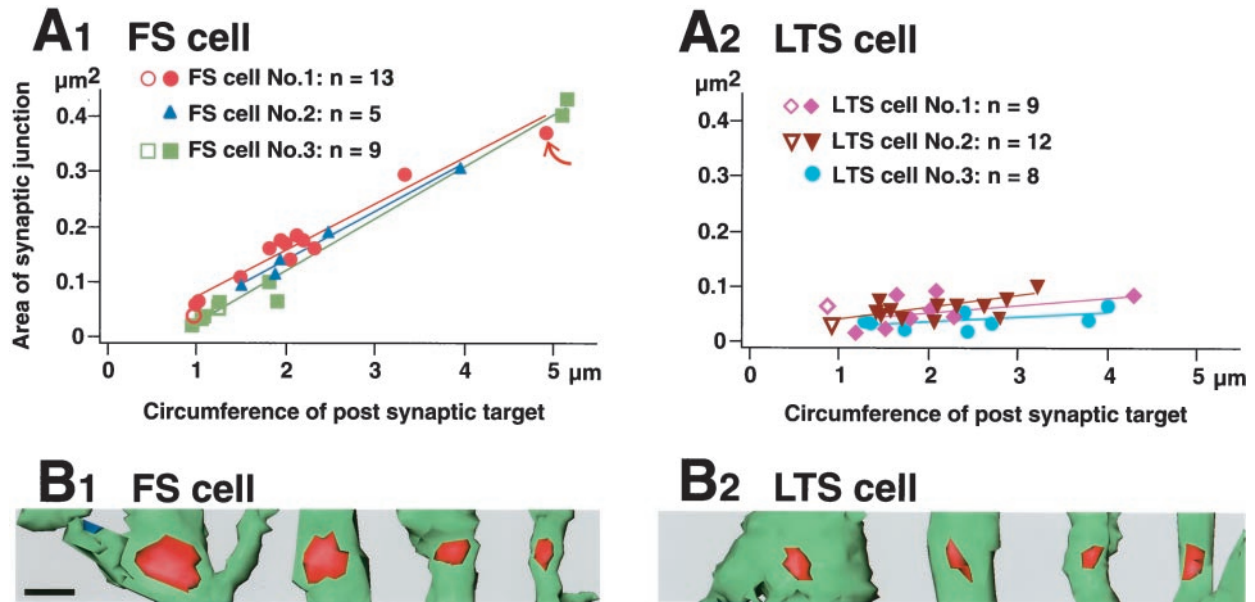 A1 FS cell
µm2
FS cell No.1: n = 13
FS cell No.2: n = 5
FS cell No.3: n = 9
Area of synaptic junction
0.4
0.3
0.2
0.1
0
0 1 2 3 4 5 µm
Circumference of post synaptic target
A2 LTS cell
µm2
LTS cell No.1: n = 9
LTS cell No.2: n = 12
LTS cell No.3: n = 8
0.4
0.3
0.2
0.1
0
0 1 2 3 4 5 µm
Circumference of post synaptic target
B1 FS cell
B2 LTS cell